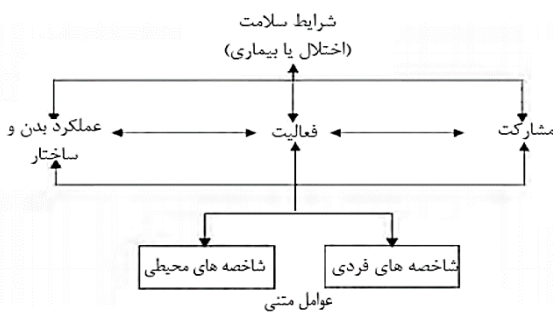 شرایط سلامت
(اختلال یا بیماری)
مشارکت
فعالیت
عملکرد بدن و
ساختار
شاخصه های فردی
شاخصه های محیطی
عوامل متنی